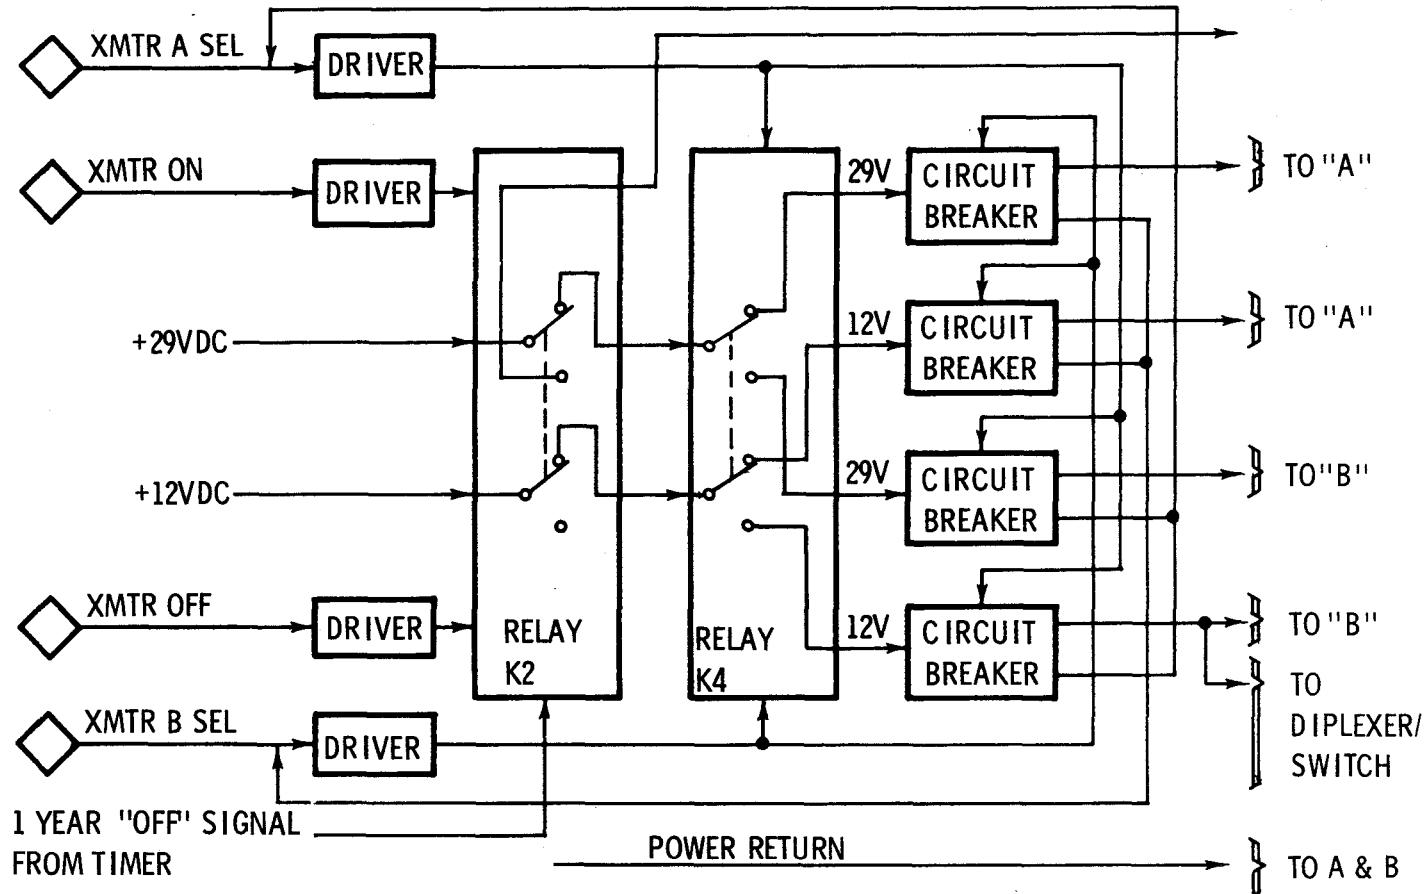 XMTR A SEL
DRIVER
XMTR ON
DRIVER
29V
CIRCUIT
BREAKER
TO "A"
+29VDC
12V
CIRCUIT
BREAKER
TO "A"
+12VDC
29V
CIRCUIT
BREAKER
TO "B"
XMTR OFF
DRIVER
RELAY
K2
RELAY
K4
12V
CIRCUIT
BREAKER
TO "B"
TO
DIPLEXER/
SWITCH
XMTR B SEL
DRIVER
1 YEAR "OFF" SIGNAL
FROM TIMER
POWER RETURN
TO A & B